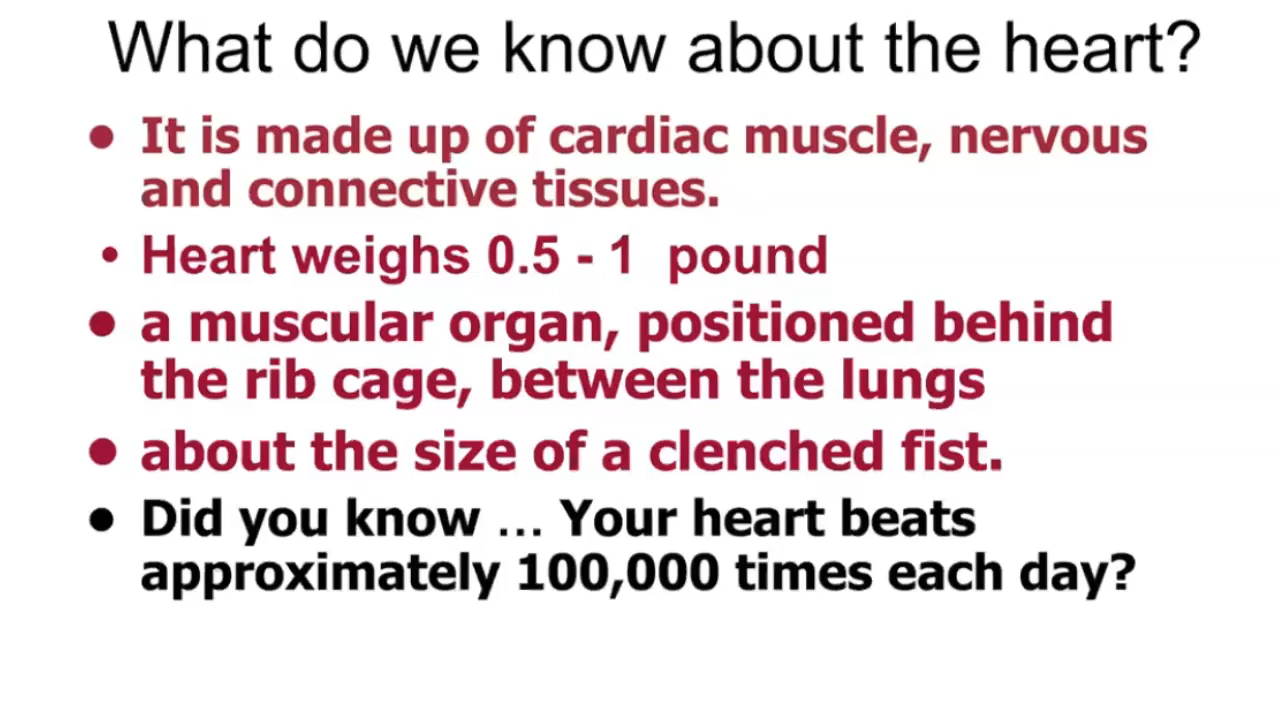 What do we know about the heart?
• It is made up of cardiac muscle, nervous
and connective tissues.
• Heart weighs 0.5 - 1 pound
• a muscular organ, positioned behind
the rib cage, between the lungs
• about the size of a clenched fist.
• Did you know … Your heart beats
approximately 100,000 times each day?